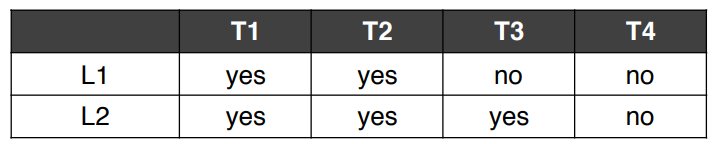 T1 T2 T3 T4
L1 yes yes no no
L2 yes yes yes no